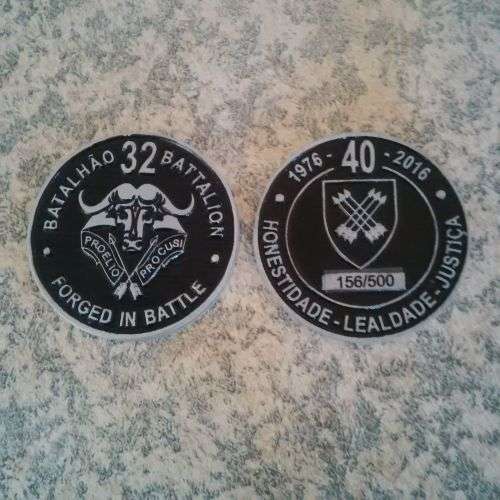 BATALHÃO 32 BATTALION
PROELIO
PROCUSI
FORGED IN BATTLE
1976 - 40 - 2016
156/500
HONESTIDADE - LEALDADE - JUSTIÇA